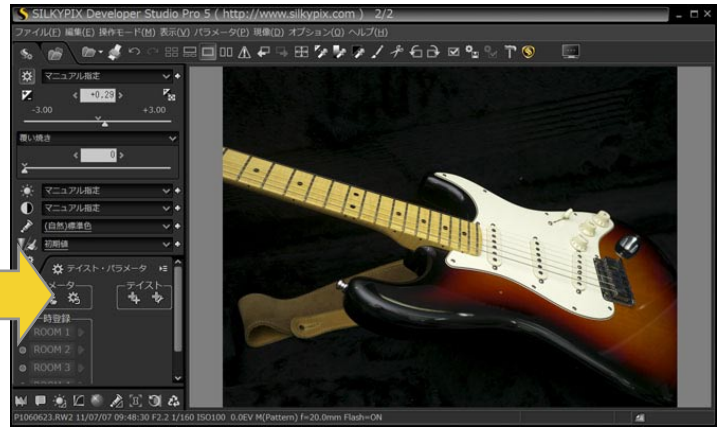 SILKYPIX Developer Studio Pro 5 ( http://www.silkypix.com )   2/2
ファイル(F) 編集(E) 操作モード(M) 表示(V) パラメータ(P) 現像(D) オプション(O) ヘルプ(H)
マニュアル指定
+0.28
-3.00 +3.00
覆い焼き
0
マニュアル指定
マニュアル指定
(自然)標準色
初期値
テイスト・パラメータ
メータ テイスト
一時登録
ROOM 1
ROOM 2
ROOM 3
P1060623.RW2 11/07/07 09:48:30 F2.2 1/160 ISO100 0.0EV M(Pattern) f=20.0mm Flash=ON